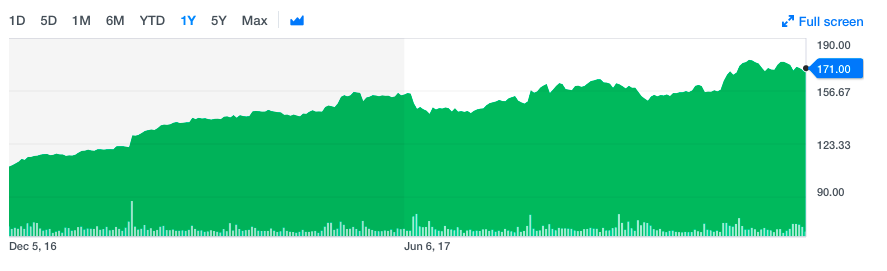 1D 5D 1M 6M YTD 1Y 5Y Max Full screen
190.00
171.00
156.67
123.33
90.00
Dec 5, 16 Jun 6, 17